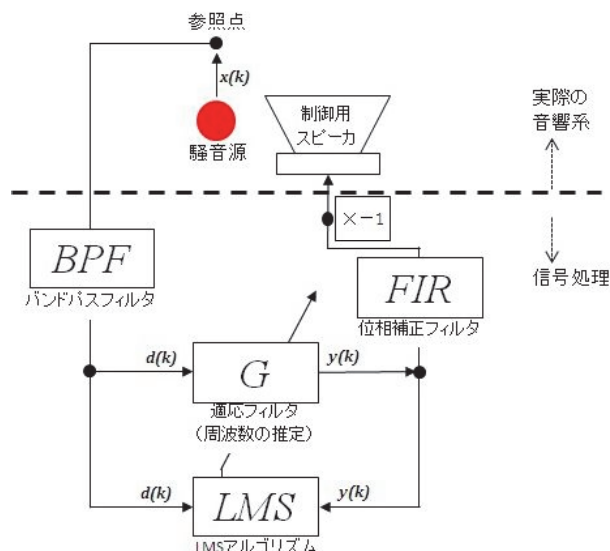 参照点
x(k)
騒音源
制御用
スピーカ
実際の
音響系
×−1
信号処理
BPF
バンドパスフィルタ
FIR
位相補正フィルタ
d(k)
G
y(k)
適応フィルタ
(周波数の推定)
d(k)
LMS
y(k)
LMSアルゴリズム